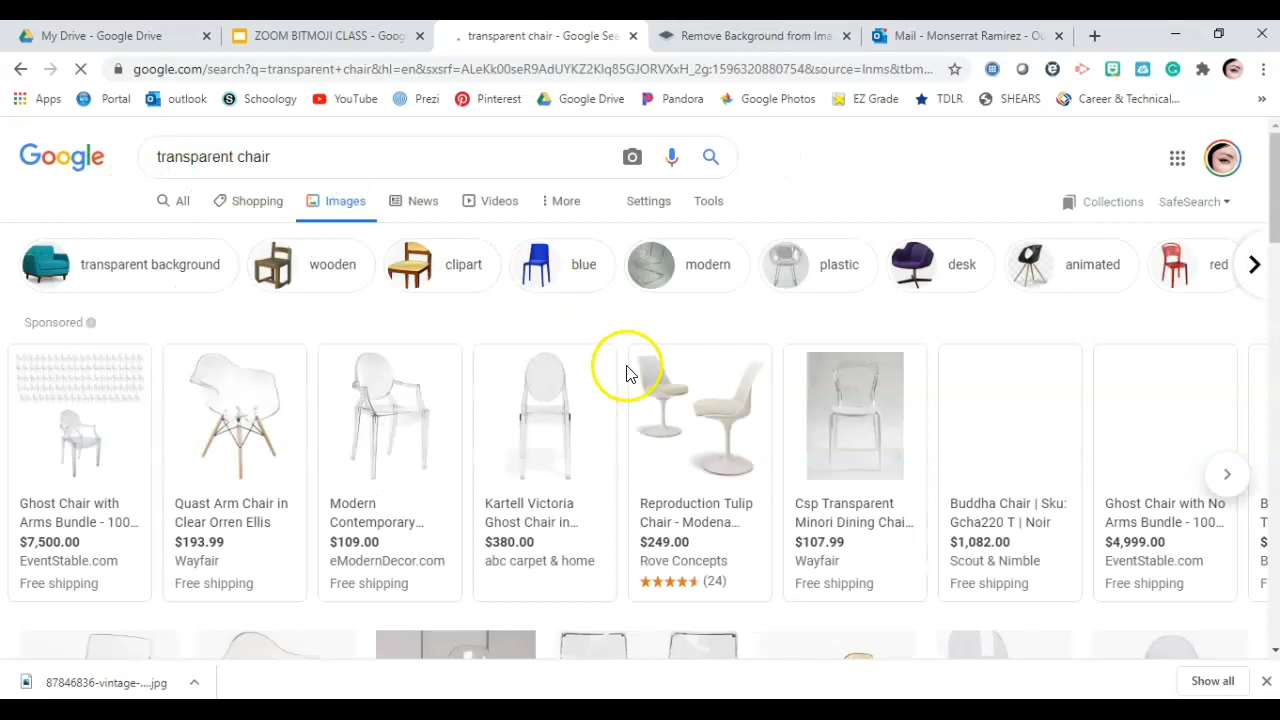 My Drive - Google Drive
ZOOM BITMOJI CLASS - Goog
transparent chair - Google Sea
Remove Background from Ima
Mail - Monserrat Ramirez - Ou
google.com/search?q=transparent+chair&hl=en&sxsrf=ALeKk00seR9AdUYKZ2KIq85GJORVXxH_2g:1596320880754&source=lnms&tbm...
Apps
Portal
outlook
Schoology
YouTube
Prezi
Pinterest
Google Drive
Pandora
Google Photos
EZ Grade
TDLR
SHEARS
Career & Technical...
Google
transparent chair
All
Shopping
Images
News
Videos
More
Settings
Tools
Collections
SafeSearch
transparent background
wooden
clipart
blue
modern
plastic
desk
animated
red
Sponsored
Ghost Chair with
Arms Bundle - 100...
$7,500.00
EventStable.com
Free shipping
Quast Arm Chair in
Clear Orren Ellis
$193.99
Wayfair
Free shipping
Modern
Contemporary...
$109.00
eModernDecor.com
Free shipping
Kartell Victoria
Ghost Chair in...
$380.00
abc carpet & home
Reproduction Tulip
Chair - Modena...
$249.00
Rove Concepts
(24)
Csp Transparent
Minori Dining Chai...
$107.99
Wayfair
Free shipping
Buddha Chair | Sku:
Gcha220 T | Noir
$1,082.00
Scout & Nimble
Free shipping
Ghost Chair with No
Arms Bundle - 100...
$4,999.00
EventStable.com
Free shipping
87846836-vintage-....jpg
Show all